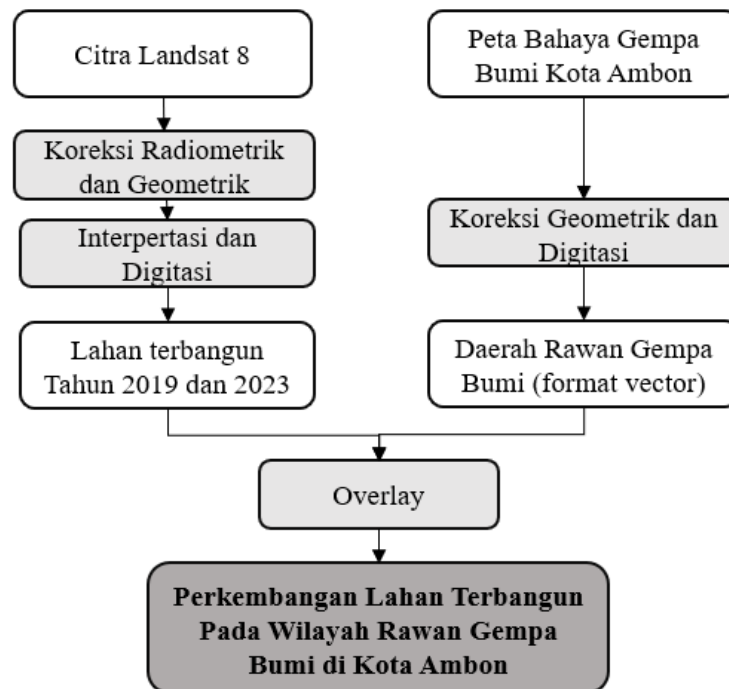 Citra Landsat 8
Peta Bahaya Gempa
Bumi Kota Ambon
Koreksi Radiometrik
dan Geometrik
Koreksi Geometrik dan
Digitasi
Interpertasi dan
Digitasi
Lahan terbangun
Tahun 2019 dan 2023
Daerah Rawan Gempa
Bumi (format vector)
Overlay
Perkembangan Lahan Terbangun
Pada Wilayah Rawan Gempa
Bumi di Kota Ambon